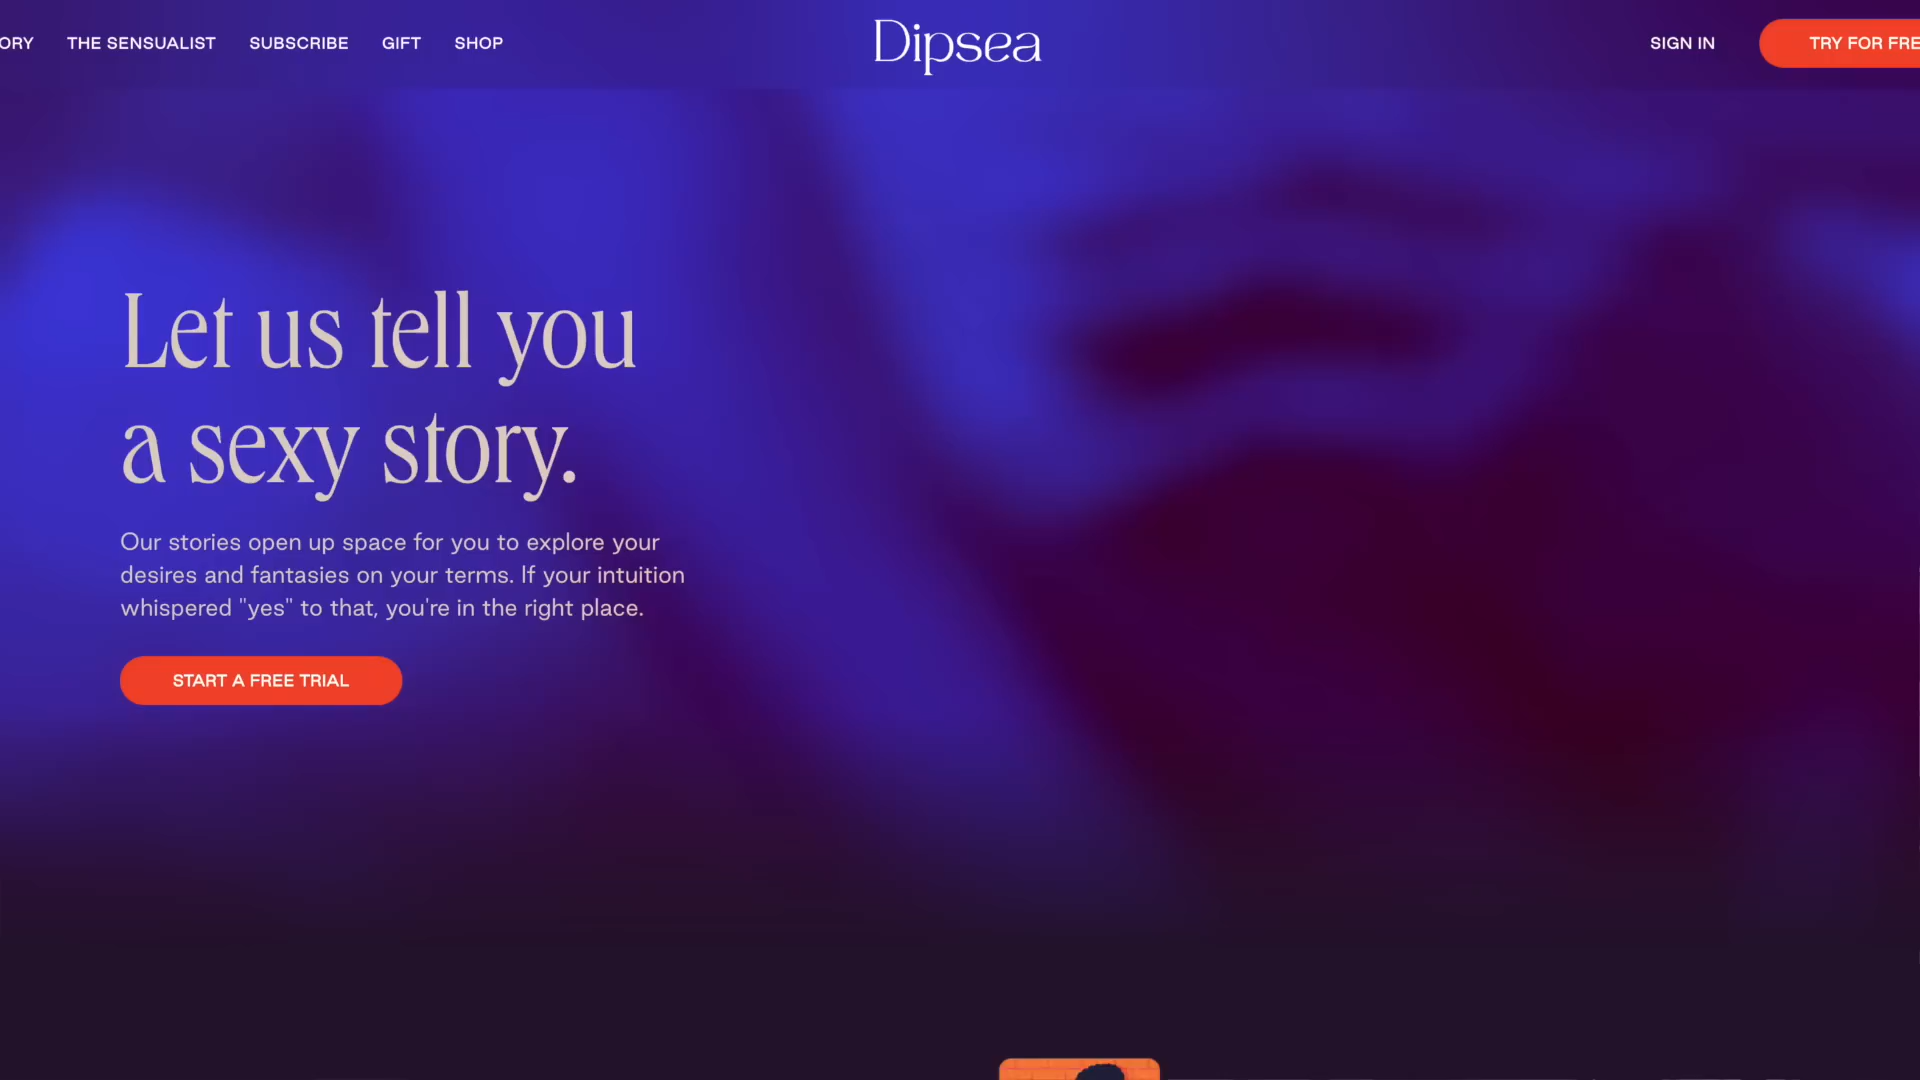 ORY THE SENSUALIST SUBSCRIBE GIFT SHOP Dipsea SIGN IN TRY FOR FRE
Let us tell you
a sexy story.
Our stories open up space for you to explore your
desires and fantasies on your terms. If your intuition
whispered "yes" to that, you're in the right place.
START A FREE TRIAL